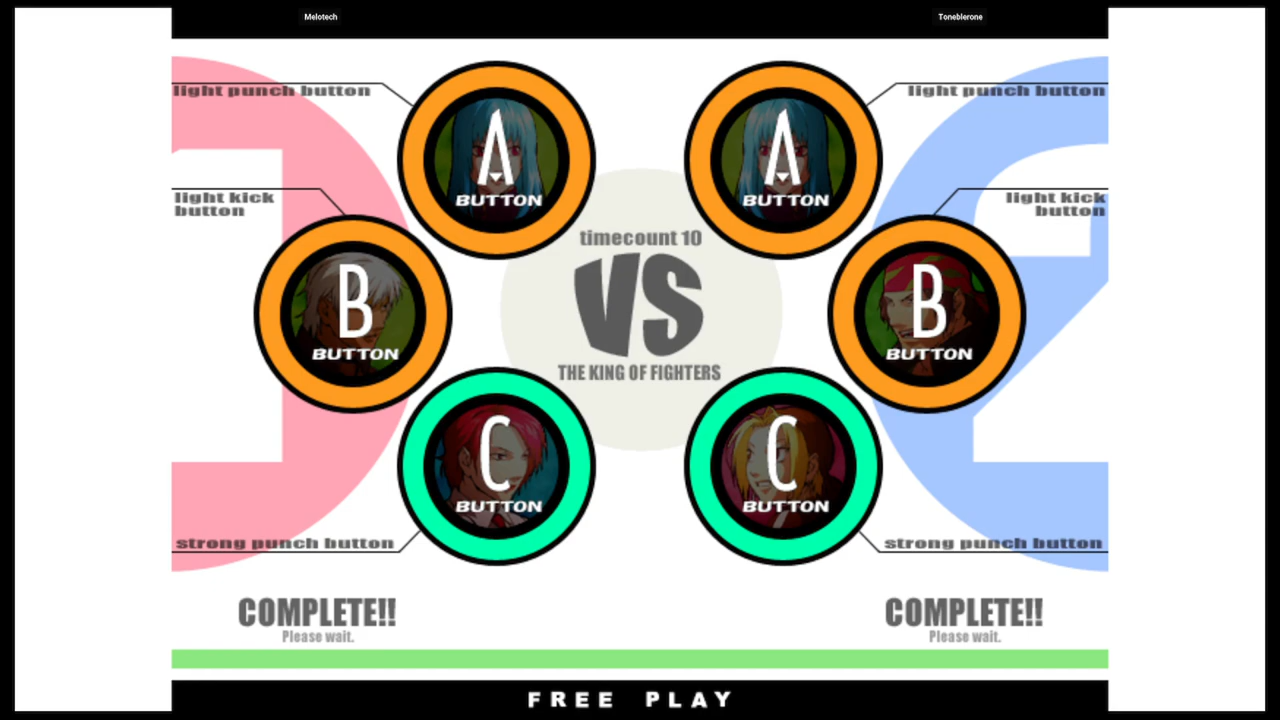 Melotech
Toneblerone
light punch button
A
BUTTON
A
BUTTON
light punch button
light kick
button
B
BUTTON
timecount 10
VS
THE KING OF FIGHTERS
light kick
button
B
BUTTON
C
BUTTON
C
BUTTON
strong punch button
strong punch button
COMPLETE!!
Please wait.
COMPLETE!!
Please wait.
FREE PLAY